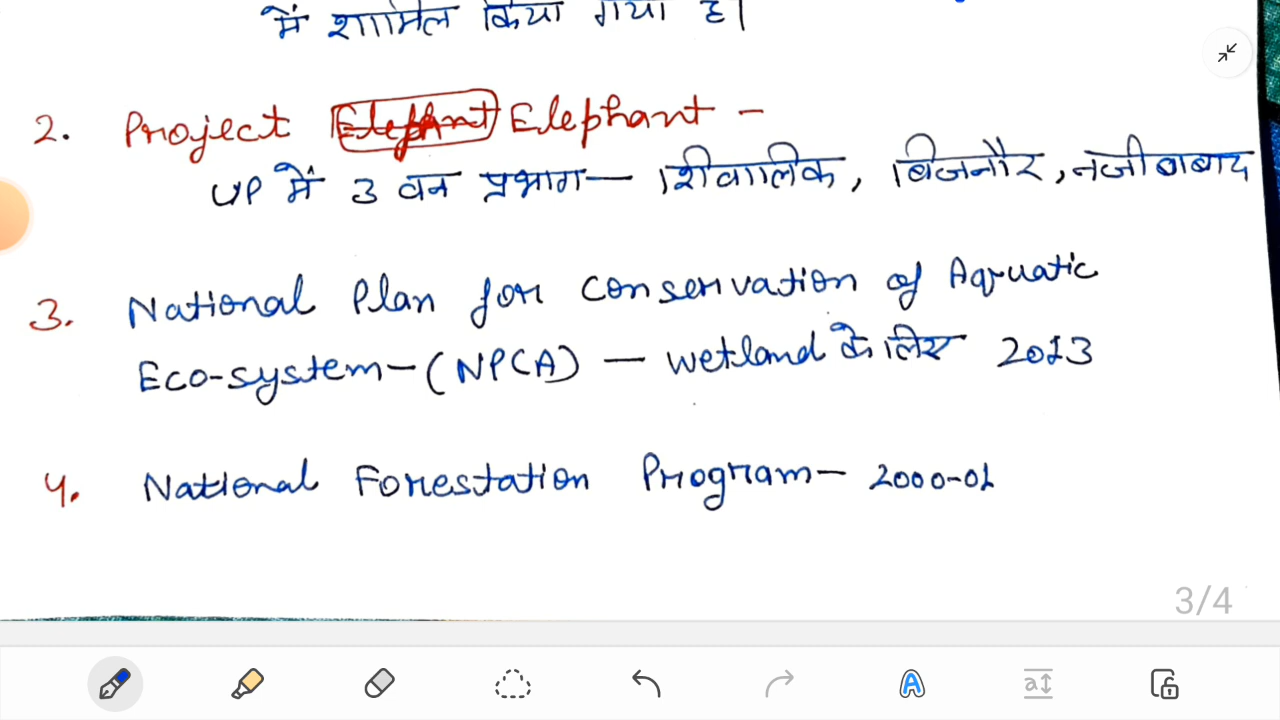 में शामिल किया गया है।
2. Project Elephant Elephant -
UP में 3 वन प्रभाग — शिवालिक, बिजनौर, नजीबाबाद
3. National Plan for Conservation of Aquatic
Eco-system - (NPCA) — wetland के लिए 2013
4. National Forestation Program - 2000-01
3/4
A
a